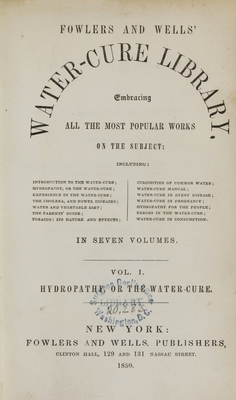 FOWLERS AND WELLS'
WATER-CURE LIBRARY,
Embracing
ALL THE MOST POPULAR WORKS
ON THE SUBJECT:
INCLUDING:
INTRODUCTION TO THE WATER-CURE;
HYDROPATHY, OR THE WATER-CURE;
EXPERIENCE IN THE WATER-CURE;
THE CHOLERA, AND BOWEL DISEASES;
WATER AND VEGETABLE DIET;
THE PARENTS' GUIDE;
TOBACCO: ITS NATURE AND EFFECTS;
CURIOSITIES OF COMMON WATER;
WATER-CURE MANUAL;
WATER-CURE IN EVERY DISEASE;
WATER-CURE IN PREGNANCY;
HYDROPATHY FOR THE PEOPLE;
ERRORS IN THE WATER-CURE;
WATER-CURE IN CONSUMPTION.
IN SEVEN VOLUMES.
VOL. I.
HYDROPATHY, OR THE WATER-CURE.
LIBRARY
Washington, D.C.
NEW YORK:
FOWLERS AND WELLS, PUBLISHERS,
CLINTON HALL, 129 AND 131 NASSAU STREET.
1850.